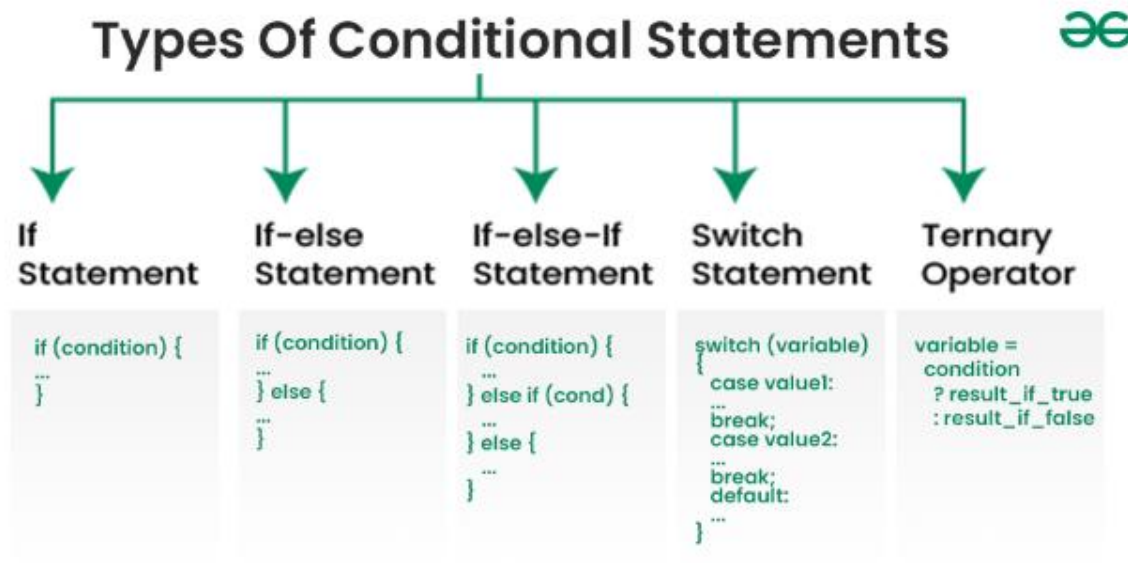 Types Of Conditional Statements
If
Statement
if (condition) {
...
}
If-else
Statement
if (condition) {
...
} else {
...
}
If-else-If
Statement
if (condition) {
...
} else if (cond) {
...
} else {
...
}
Switch
Statement
switch (variable)
{
case value1:
...
break;
case value2:
...
break;
default:
...
}
Ternary
Operator
variable =
condition
? result_if_true
: result_if_false